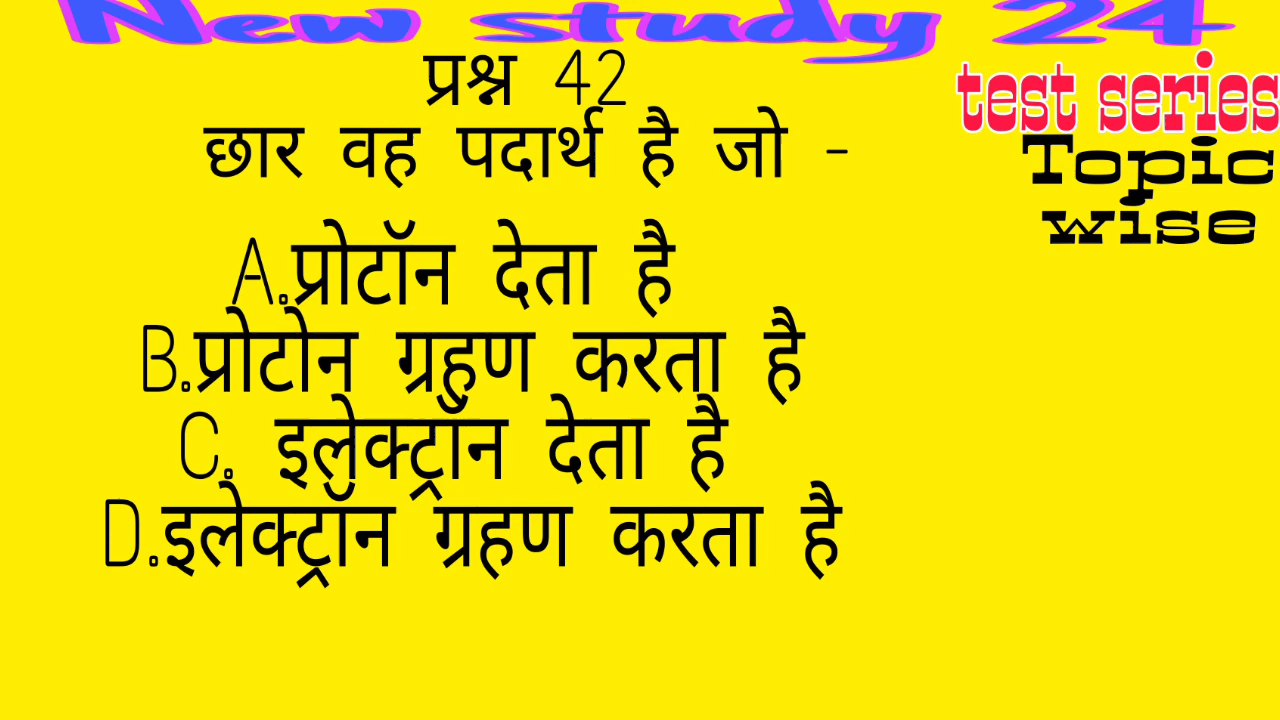 New study 24
test series
Topic
wise
प्रश्न 42
छार वह पदार्थ है जो -
A.प्रोटॉन देता है
B.प्रोटोन ग्रहण करता है
C. इलेक्ट्रॉन देता है
D.इलेक्ट्रॉन ग्रहण करता है